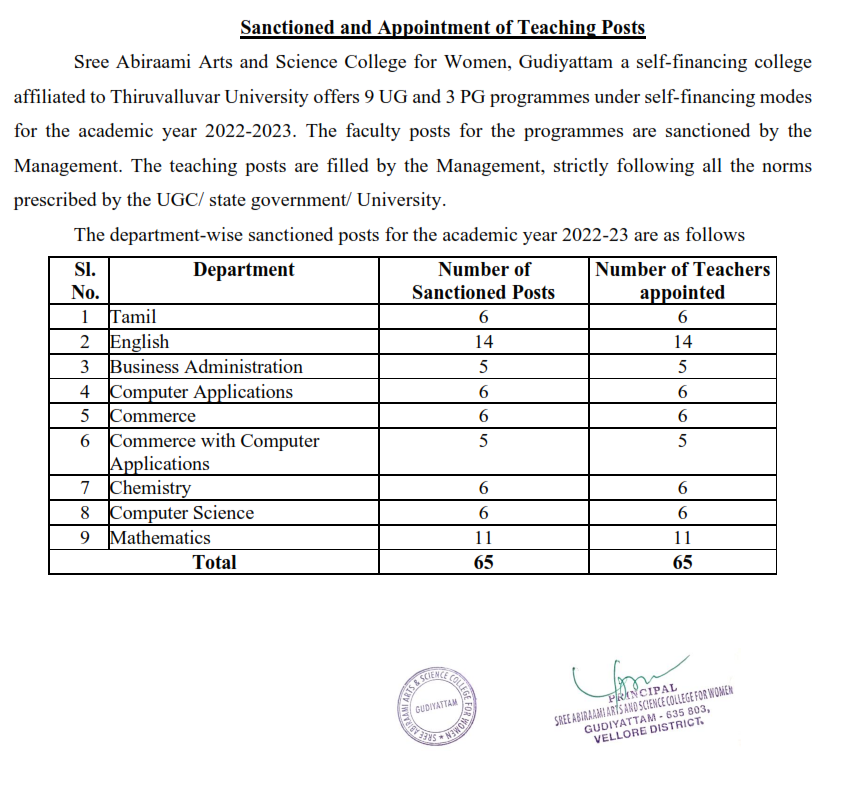 Sanctioned and Appointment of Teaching Posts
Sree Abiraami Arts and Science College for Women, Gudiyattam a self-financing college
affiliated to Thiruvalluvar University offers 9 UG and 3 PG programmes under self-financing modes
for the academic year 2022-2023. The faculty posts for the programmes are sanctioned by the
Management. The teaching posts are filled by the Management, strictly following all the norms
prescribed by the UGC/ state government/ University.
The department-wise sanctioned posts for the academic year 2022-23 are as follows
Sl. No. Department Number of Sanctioned Posts Number of Teachers appointed
1 Tamil 6 6
2 English 14 14
3 Business Administration 5 5
4 Computer Applications 6 6
5 Commerce 6 6
6 Commerce with Computer Applications 5 5
7 Chemistry 6 6
8 Computer Science 6 6
9 Mathematics 11 11
Total 65 65
SREE ABIRAAMI ARTS & SCIENCE COLLEGE FOR WOMEN ★
GUDIYATTAM
PRINCIPAL
SREE ABIRAAMI ARTS AND SCIENCE COLLEGE FOR WOMEN
GUDIYATTAM - 635 803,
VELLORE DISTRICT.